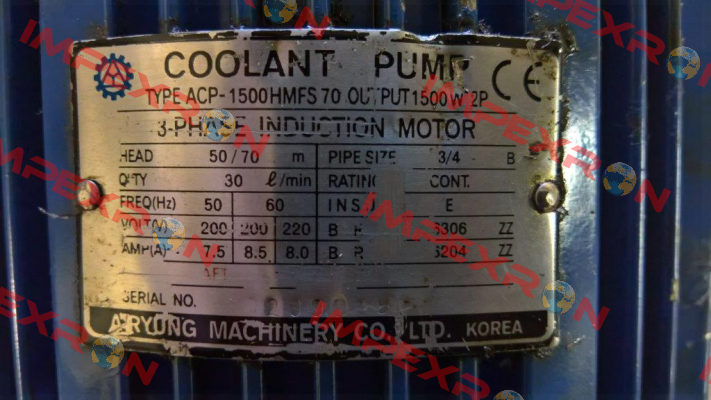 COOLANT PUMP CE
TYPE ACP-1500HMFS70 OUTPUT 1500W 2P
3-PHASE INDUCTION MOTOR
HEAD 50/70 m PIPE SIZE 3/4 B
Q'TY 30 ℓ/min RATING CONT.
FREQ(Hz) 50 60 INS E
VOLT(V) 200 200 220 B R 6306 ZZ
AMP(A) 7.5 8.5 8.0 B R 6204 ZZ
SERIAL NO.
ARYUNG MACHINERY CO., LTD. KOREA
IMPEXRON